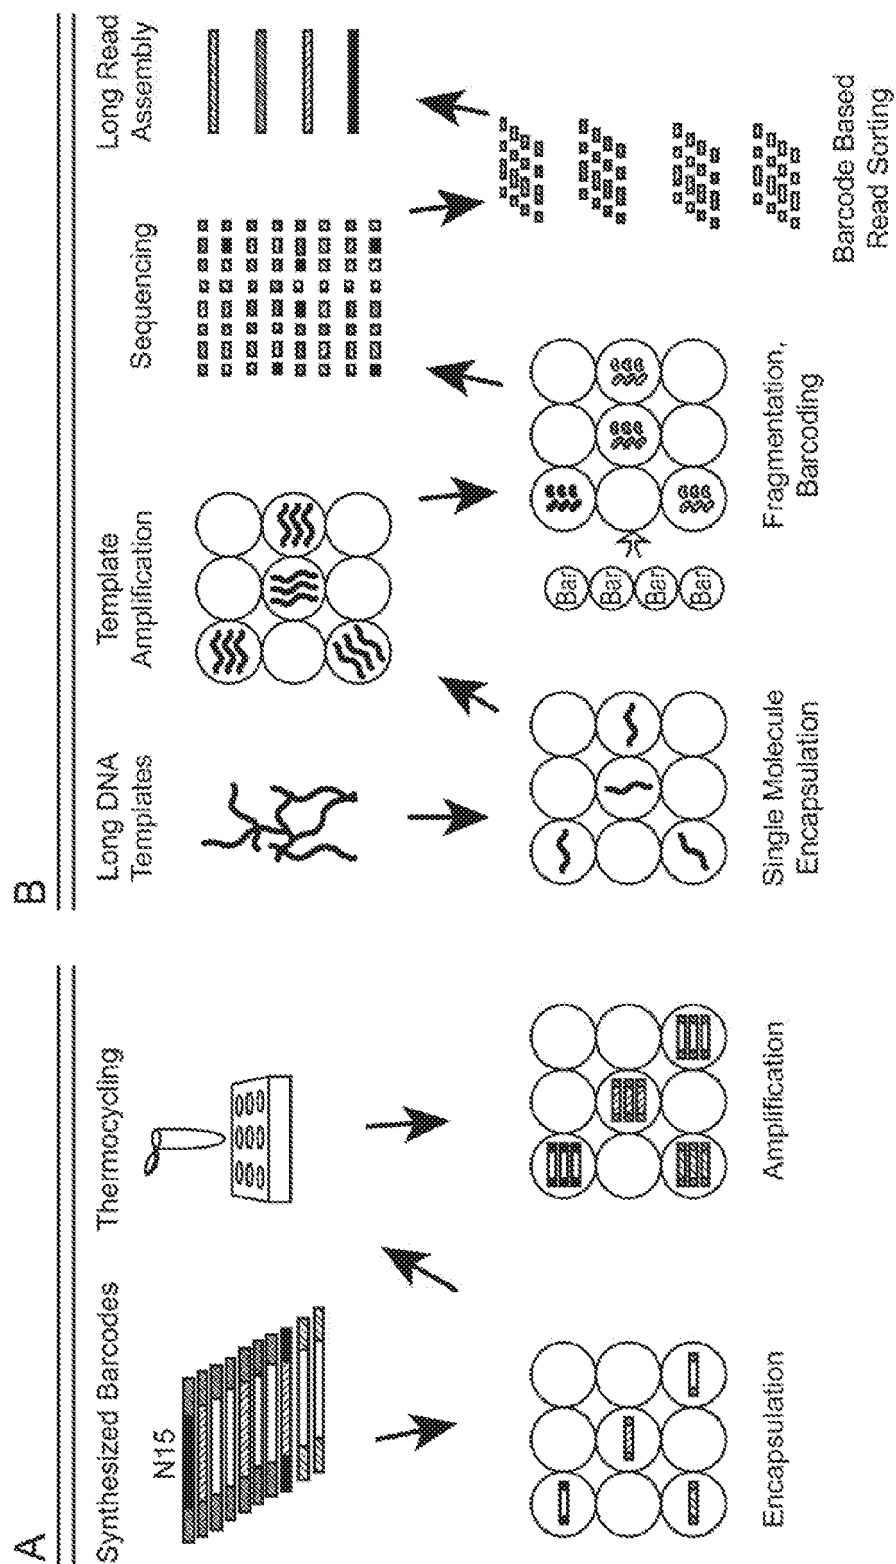 A
Synthesized Barcodes
N15
Thermocycling
Encapsulation
Amplification
B
Long DNA
Templates
Template
Amplification
Sequencing
Long Read
Assembly
Single Molecule
Encapsulation
Bar
Bar
Bar
Bar
Fragmentation,
Barcoding
Barcode Based
Read Sorting